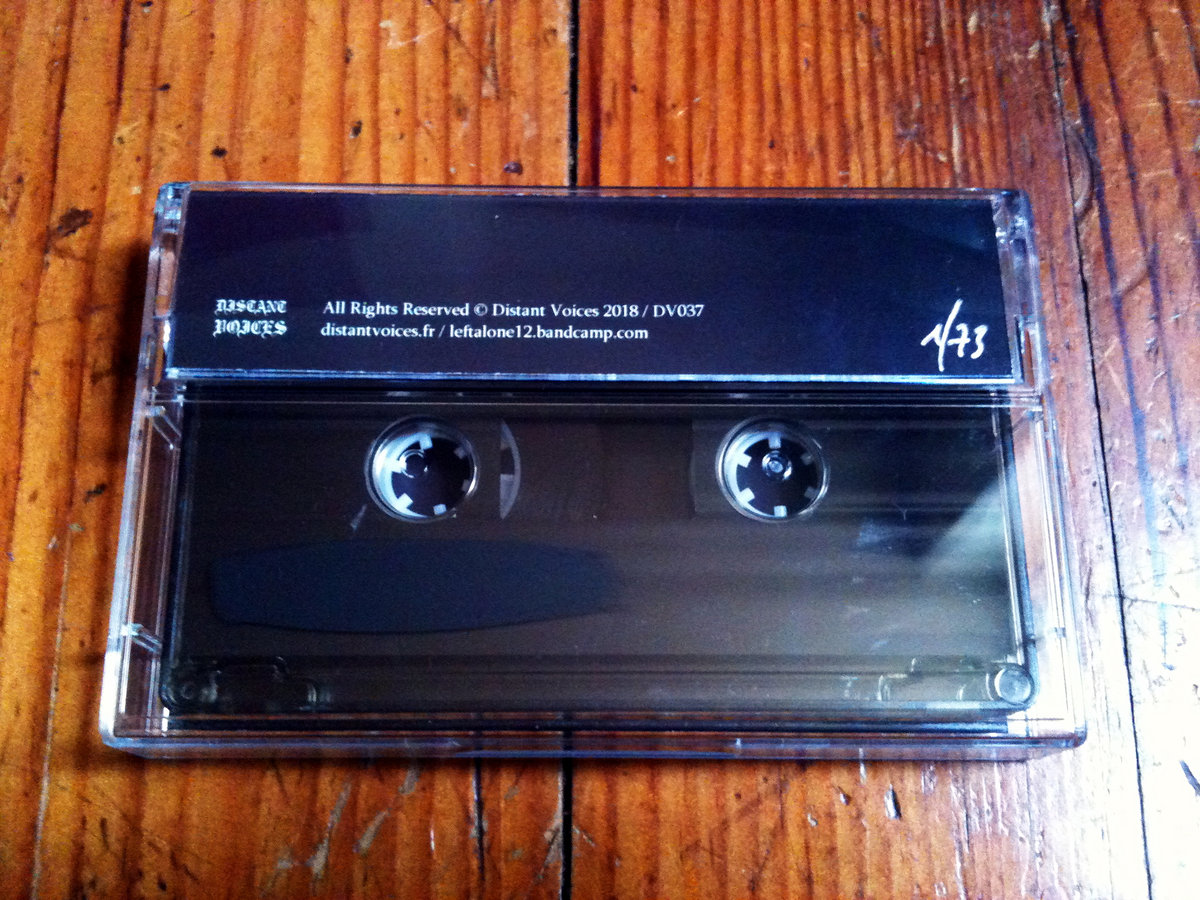 DISTANT
VOICES
All Rights Reserved © Distant Voices 2018 / DV037
distantvoices.fr / leftalone12.bandcamp.com
1/73